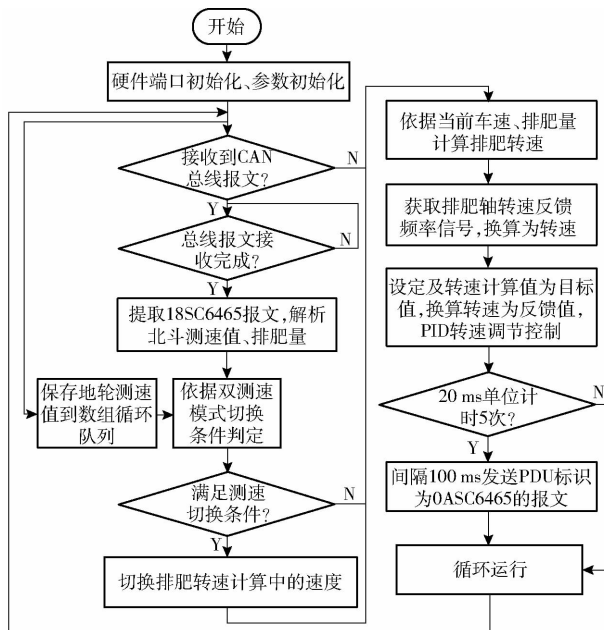 开始
硬件端口初始化、参数初始化
接收到CAN
总线报文?
N
Y
总线报文接
收完成?
N
Y
提取18SC6465报文,解析
北斗测速值、排肥量
保存地轮测速
值到数组循环
队列
依据双测速
模式切换
条件判定
满足测速
切换条件?
N
Y
切换排肥转速计算中的速度
依据当前车速、排肥量
计算排肥转速
获取排肥轴转速反馈
频率信号,换算为转速
设定及转速计算值为目标
值,换算转速为反馈值,
PID转速调节控制
20 ms单位计
时5次?
N
Y
间隔100 ms发送PDU标识
为0ASC6465的报文
循环运行